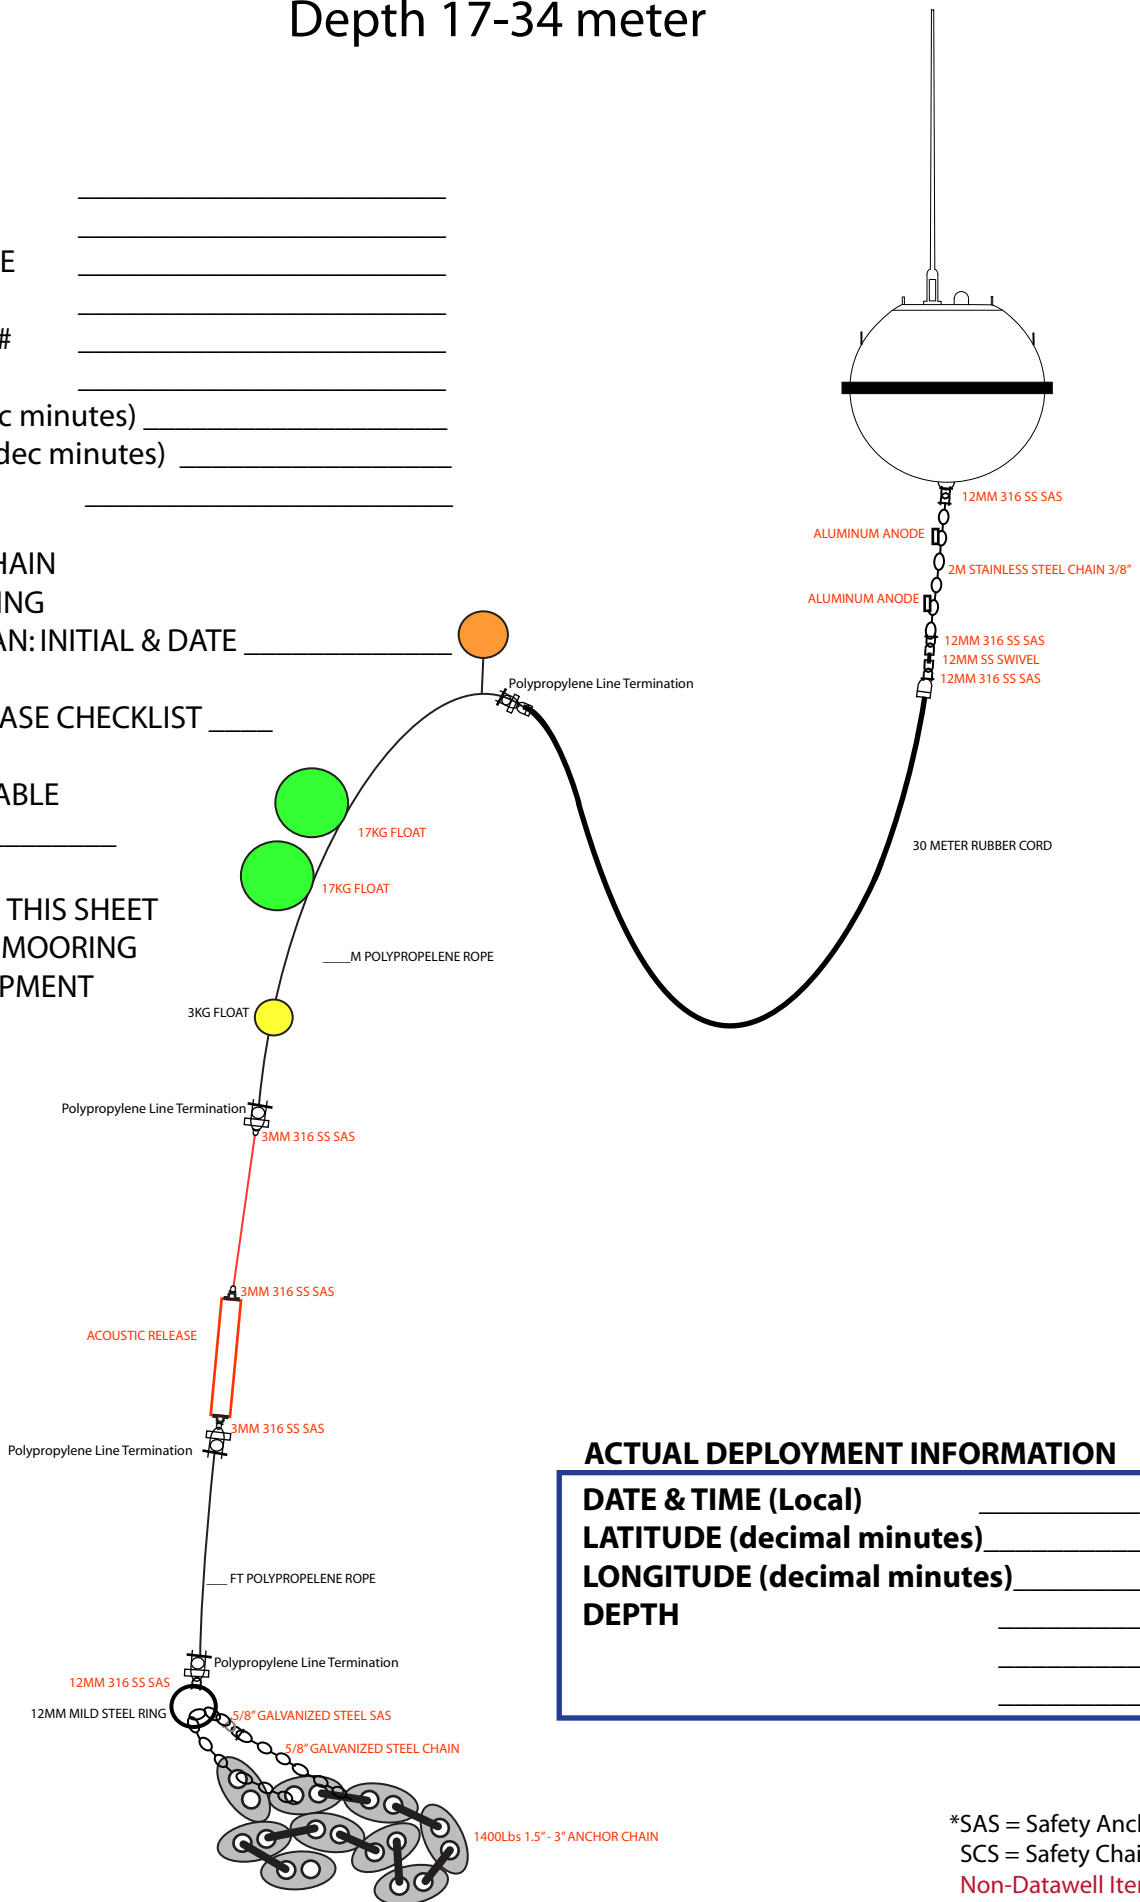 Depth 17-34 meter
E
#
c minutes)
dec minutes)
HAIN
ING
AN: INITIAL & DATE
ASE CHECKLIST
ABLE
THIS SHEET
MOORING
PMENT
12MM 316 SS SAS
ALUMINUM ANODE
2M STAINLESS STEEL CHAIN 3/8"
ALUMINUM ANODE
12MM 316 SS SAS
12MM SS SWIVEL
12MM 316 SS SAS
Polypropylene Line Termination
17KG FLOAT
30 METER RUBBER CORD
17KG FLOAT
____M POLYPROPELENE ROPE
3KG FLOAT
Polypropylene Line Termination
3MM 316 SS SAS
3MM 316 SS SAS
ACOUSTIC RELEASE
3MM 316 SS SAS
Polypropylene Line Termination
___ FT POLYPROPELENE ROPE
Polypropylene Line Termination
12MM 316 SS SAS
12MM MILD STEEL RING
5/8" GALVANIZED STEEL SAS
5/8" GALVANIZED STEEL CHAIN
1400Lbs 1.5" - 3" ANCHOR CHAIN
ACTUAL DEPLOYMENT INFORMATION
DATE & TIME (Local)
LATITUDE (decimal minutes)
LONGITUDE (decimal minutes)
DEPTH
*SAS = Safety Anch
SCS = Safety Chai
Non-Datawell Iter